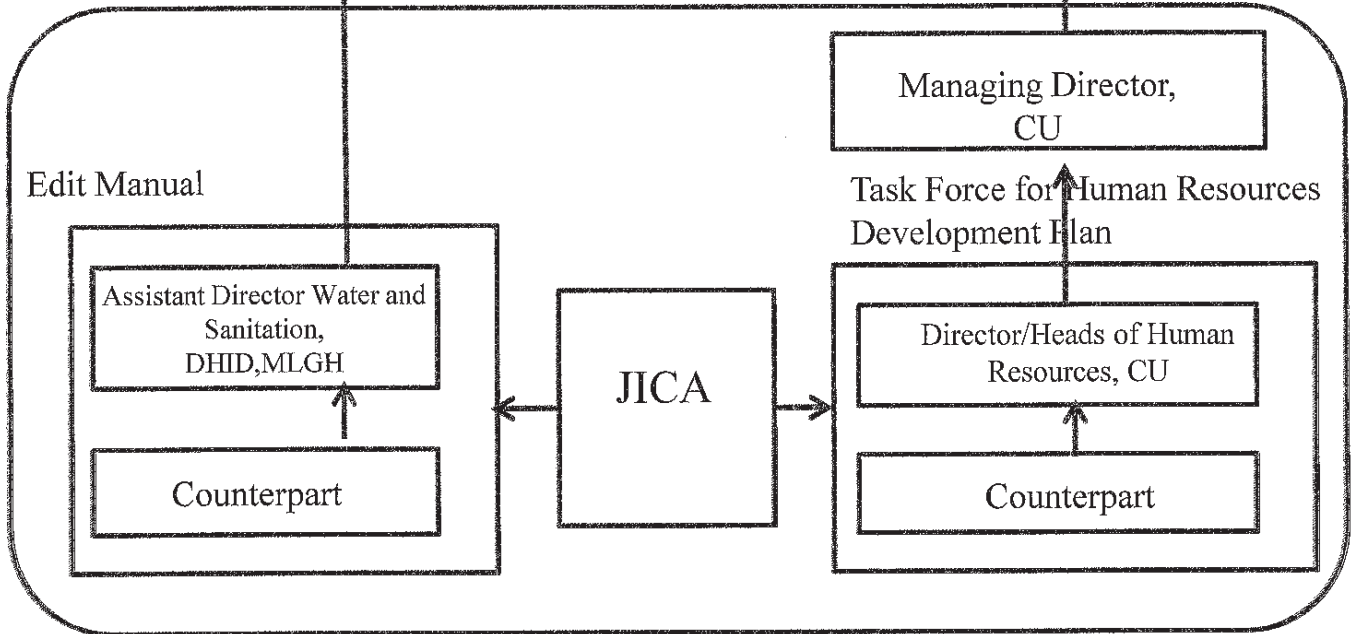 Managing Director,
CU
Edit Manual
Task Force for Human Resources
Development Plan
Assistant Director Water and
Sanitation,
DHID,MLGH
Counterpart
JICA
Director/Heads of Human
Resources, CU
Counterpart